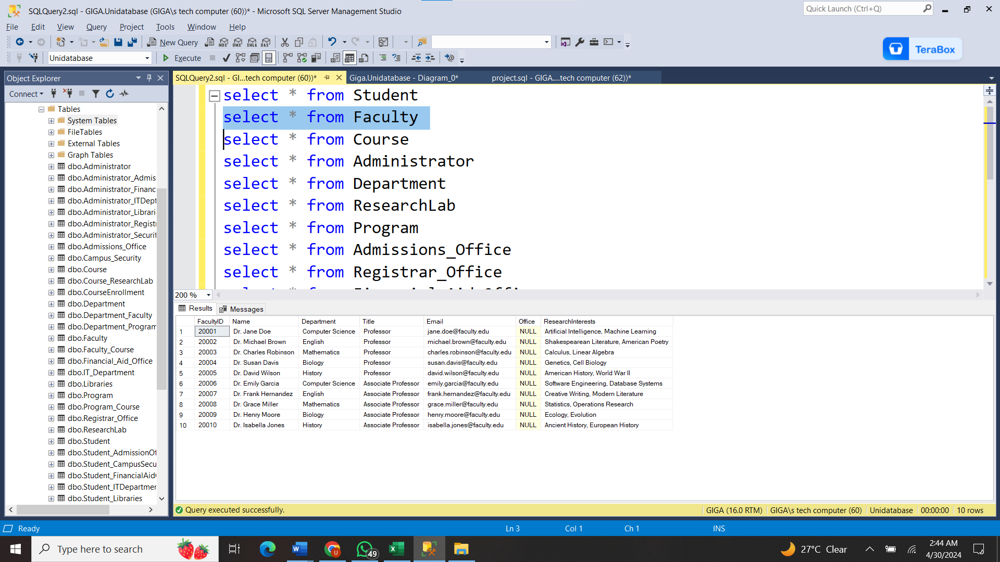 SQLQuery2.sql - GIGA.Unidatabase (GIGA\s tech computer (60))* - Microsoft SQL Server Management Studio
Quick Launch (Ctrl+Q)
File Edit View Query Project Tools Window Help
New Query MDX DMX XMLA DAX
TeraBox
Unidatabase Execute
Object Explorer
SQLQuery2.sql - GI...tech computer (60))* Giga.Unidatabase - Diagram_0* project.sql - GIGA....tech computer (62))*
Connect
Tables
System Tables
FileTables
External Tables
Graph Tables
dbo.Administrator
dbo.Administrator_Admis
dbo.Administrator_Financ
dbo.Administrator_ITDept
dbo.Administrator_Librari
dbo.Administrator_Registr
dbo.Administrator_Securit
dbo.Admissions_Office
dbo.Campus_Security
dbo.Course
dbo.Course_ResearchLab
dbo.CourseEnrollment
dbo.Department
dbo.Department_Faculty
dbo.Department_Program
dbo.Faculty
dbo.Faculty_Course
dbo.Financial_Aid_Office
dbo.IT_Department
dbo.Libraries
dbo.Program
dbo.Program_Course
dbo.Registrar_Office
dbo.ResearchLab
dbo.Student
dbo.Student_AdmissionOf
dbo.Student_CampusSecu
dbo.Student_FinancialAid
dbo.Student_ITDepartmen
dbo.Student_Libraries
select * from Student
select * from Faculty
select * from Course
select * from Administrator
select * from Department
select * from ResearchLab
select * from Program
select * from Admissions_Office
select * from Registrar_Office
200 %
Results Messages
FacultyID Name Department Title Email Office ResearchInterests
1 20001 Dr. Jane Doe Computer Science Professor jane.doe@faculty.edu NULL Artificial Intelligence, Machine Learning
2 20002 Dr. Michael Brown English Professor michael.brown@faculty.edu NULL Shakespearean Literature, American Poetry
3 20003 Dr. Charles Robinson Mathematics Professor charles.robinson@faculty.edu NULL Calculus, Linear Algebra
4 20004 Dr. Susan Davis Biology Professor susan.davis@faculty.edu NULL Genetics, Cell Biology
5 20005 Dr. David Wilson History Professor david.wilson@faculty.edu NULL American History, World War II
6 20006 Dr. Emily Garcia Computer Science Associate Professor emily.garcia@faculty.edu NULL Software Engineering, Database Systems
7 20007 Dr. Frank Hernandez English Associate Professor frank.hernandez@faculty.edu NULL Creative Writing, Modern Literature
8 20008 Dr. Grace Miller Mathematics Associate Professor grace.miller@faculty.edu NULL Statistics, Operations Research
9 20009 Dr. Henry Moore Biology Associate Professor henry.moore@faculty.edu NULL Ecology, Evolution
10 20010 Dr. Isabella Jones History Associate Professor isabella.jones@faculty.edu NULL Ancient History, European History
Query executed successfully. GIGA (16.0 RTM) GIGA\s tech computer (60) Unidatabase 00:00:00 10 rows
Ready Ln 3 Col 1 Ch 1 INS
Type here to search 49 27°C Clear 2:44 AM
4/30/2024